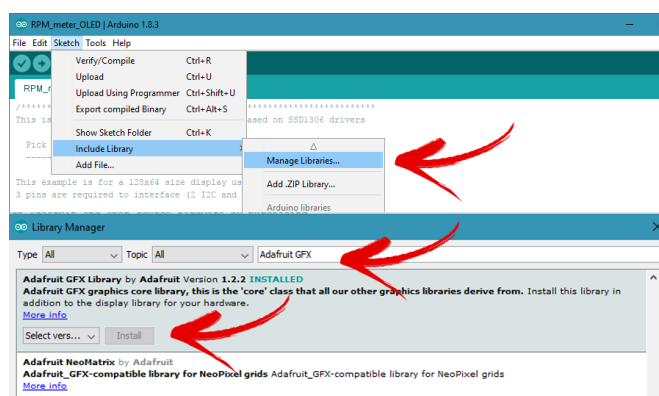 RPM_meter_OLED | Arduino 1.8.3
File Edit Sketch Tools Help
Verify/Compile Ctrl+R
Upload Ctrl+U
Upload Using Programmer Ctrl+Shift+U
Export compiled Binary Ctrl+Alt+S
Show Sketch Folder Ctrl+K
Include Library
Add File...
Manage Libraries...
Add .ZIP Library...
Arduino libraries
RPM_
/******
************************
This is
ased on SSD1306 drivers
Pick
------
This example is for a 128x64 size display us
3 pins are required to interface (2 I2C and
Library Manager
Type All Topic All Adafruit GFX
Adafruit GFX Library by Adafruit Version 1.2.2 INSTALLED
Adafruit GFX graphics core library, this is the 'core' class that all our other graphics libraries derive from. Install this library in
addition to the display library for your hardware.
More info
Select vers... Install
Adafruit NeoMatrix by Adafruit
Adafruit_GFX-compatible library for NeoPixel grids Adafruit_GFX-compatible library for NeoPixel grids
More info